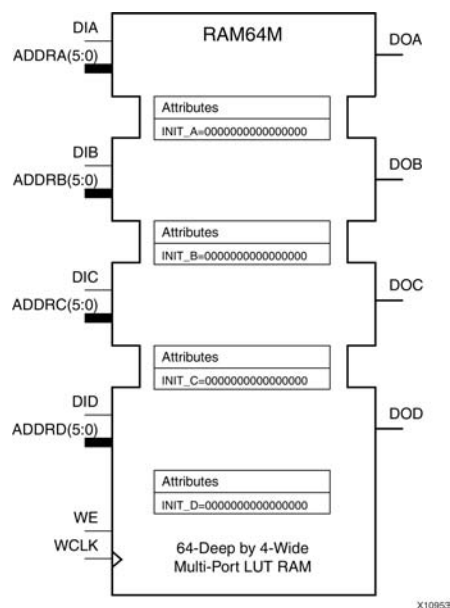 RAM64M
DIA
ADDRA(5:0)
DOA
Attributes
INIT_A=0000000000000000
DIB
ADDRB(5:0)
DOB
Attributes
INIT_B=0000000000000000
DIC
ADDRC(5:0)
DOC
Attributes
INIT_C=0000000000000000
DID
ADDRD(5:0)
DOD
Attributes
INIT_D=0000000000000000
WE
WCLK
64-Deep by 4-Wide
Multi-Port LUT RAM
X10953